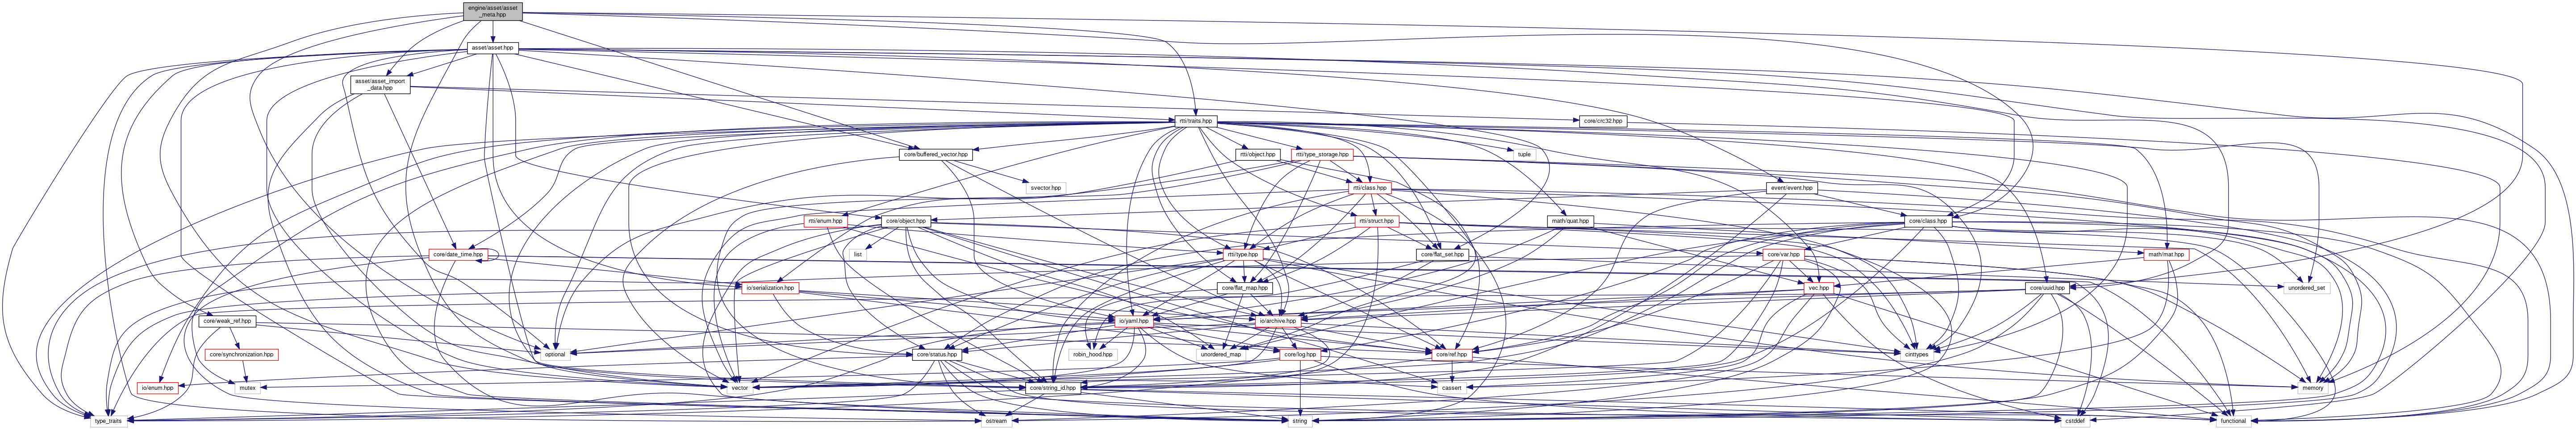 engine/asset/asset
_meta.hpp
asset/asset.hpp
asset/asset_import
_data.hpp
rtti/traits.hpp
core/crc32.hpp
core/buffered_vector.hpp
rtti/object.hpp
rtti/type_storage.hpp
tuple
svector.hpp
rtti/class.hpp
event/event.hpp
rtti/enum.hpp
core/object.hpp
rtti/struct.hpp
math/quat.hpp
core/class.hpp
list
core/date_time.hpp
rtti/type.hpp
core/flat_set.hpp
core/var.hpp
math/mat.hpp
io/serialization.hpp
core/flat_map.hpp
vec.hpp
core/uuid.hpp
unordered_set
core/weak_ref.hpp
io/yaml.hpp
io/archive.hpp
core/synchronization.hpp
optional
core/status.hpp
robin_hood.hpp
unordered_map
core/log.hpp
core/ref.hpp
cinttypes
io/enum.hpp
mutex
vector
core/string_id.hpp
cassert
memory
type_traits
ostream
string
cstddef
functional